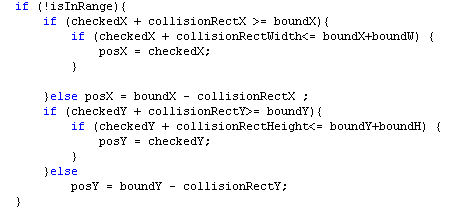 if (!isInRange){
if (checkedX + collisionRectX >= boundX){
if (checkedX + collisionRectWidth<= boundX+boundW) {
posX = checkedX;
}
}else posX = boundX - collisionRectX ;
if (checkedY + collisionRectY>= boundY){
if (checkedY + collisionRectHeight<= boundY+boundH) {
posY = checkedY;
}
}else
posY = boundY - collisionRectY;
}